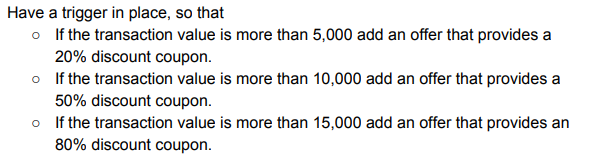 Have a trigger in place, so that
○ If the transaction value is more than 5,000 add an offer that provides a
20% discount coupon.
○ If the transaction value is more than 10,000 add an offer that provides a
50% discount coupon.
○ If the transaction value is more than 15,000 add an offer that provides an
80% discount coupon.